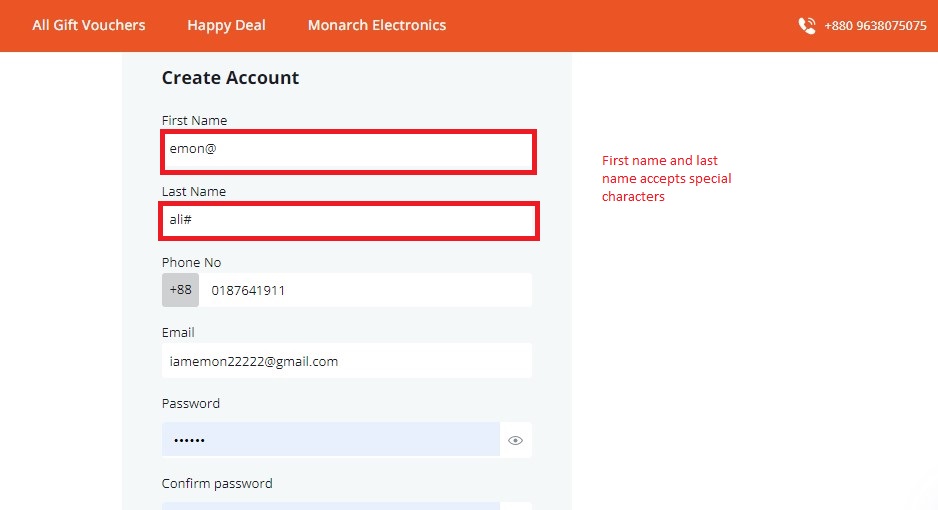 All Gift Vouchers Happy Deal Monarch Electronics +880 9638075075
Create Account
First Name
emon@
Last Name
ali#
First name and last
name accepts special
characters
Phone No
+88 0187641911
Email
iamemon22222@gmail.com
Password
••••••
Confirm password